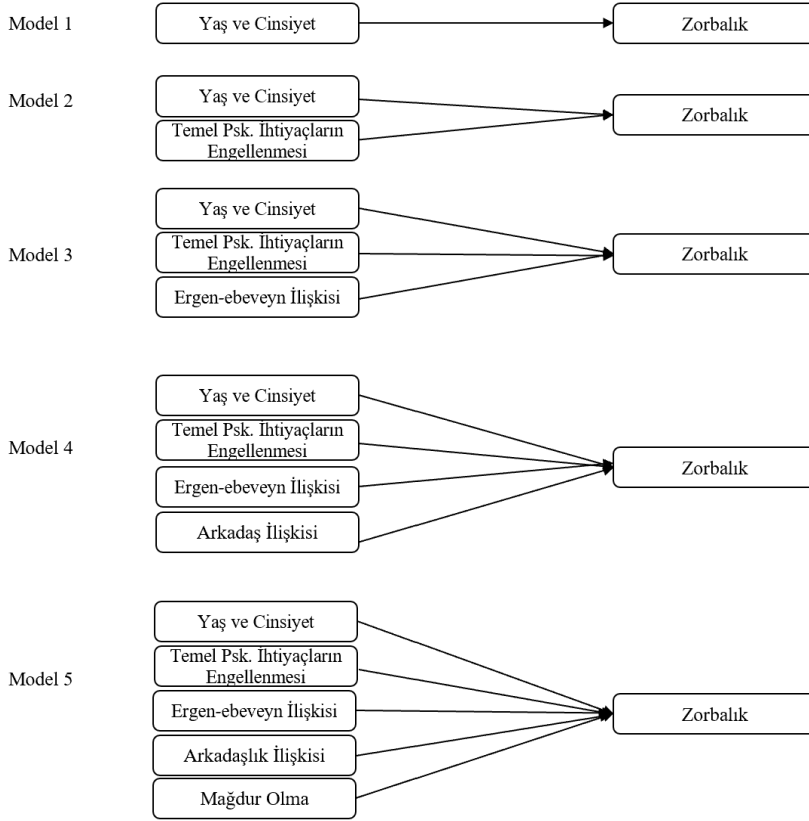 Model 1
Yaş ve Cinsiyet
Zorbalık
Model 2
Yaş ve Cinsiyet
Temel Psk. İhtiyaçların
Engellenmesi
Zorbalık
Model 3
Yaş ve Cinsiyet
Temel Psk. İhtiyaçların
Engellenmesi
Ergen-ebeveyn İlişkisi
Zorbalık
Model 4
Yaş ve Cinsiyet
Temel Psk. İhtiyaçların
Engellenmesi
Ergen-ebeveyn İlişkisi
Arkadaş İlişkisi
Zorbalık
Model 5
Yaş ve Cinsiyet
Temel Psk. İhtiyaçların
Engellenmesi
Ergen-ebeveyn İlişkisi
Arkadaşlık İlişkisi
Mağdur Olma
Zorbalık